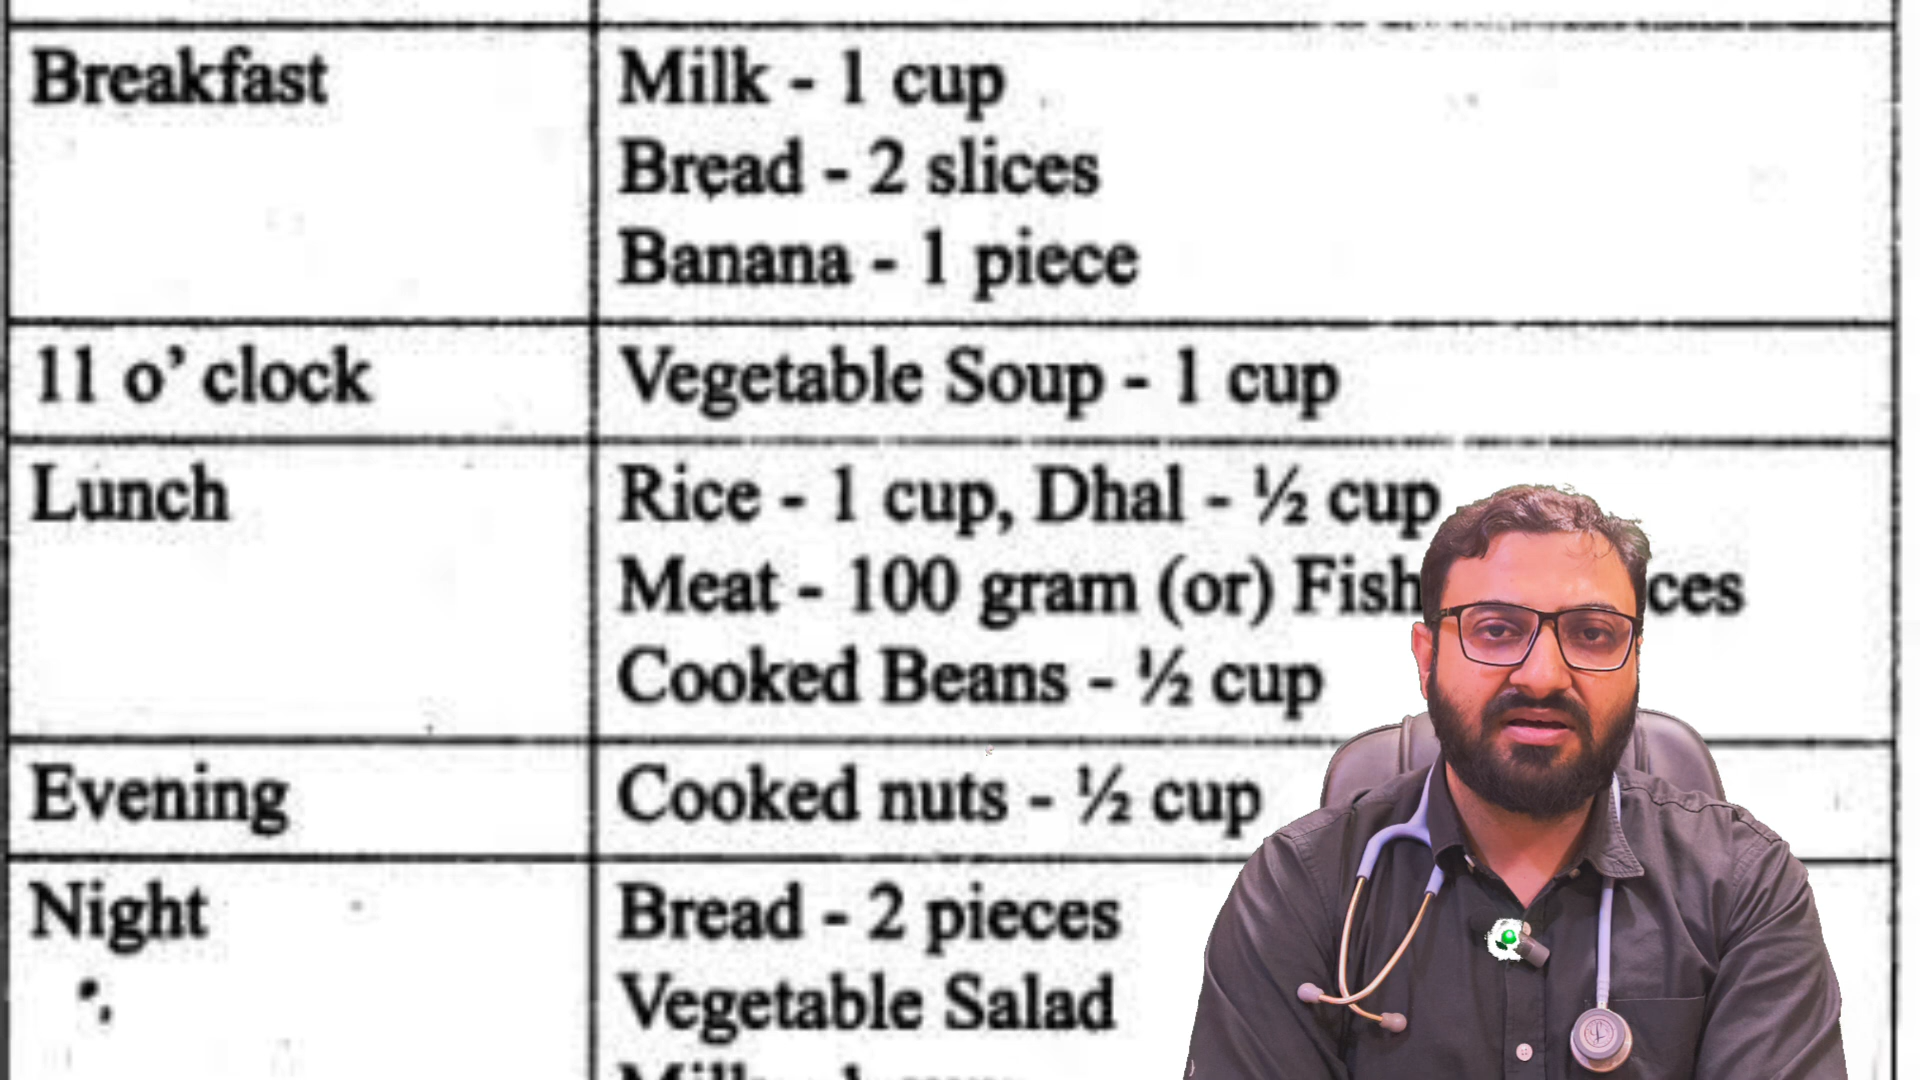 Breakfast
Milk - 1 cup
Bread - 2 slices
Banana - 1 piece
11 o’ clock
Vegetable Soup - 1 cup
Lunch
Rice - 1 cup, Dhal - ½ cup
Meat - 100 gram (or) Fish
Cooked Beans - ½ cup
Evening
Cooked nuts - ½ cup
Night
Bread - 2 pieces
Vegetable Salad